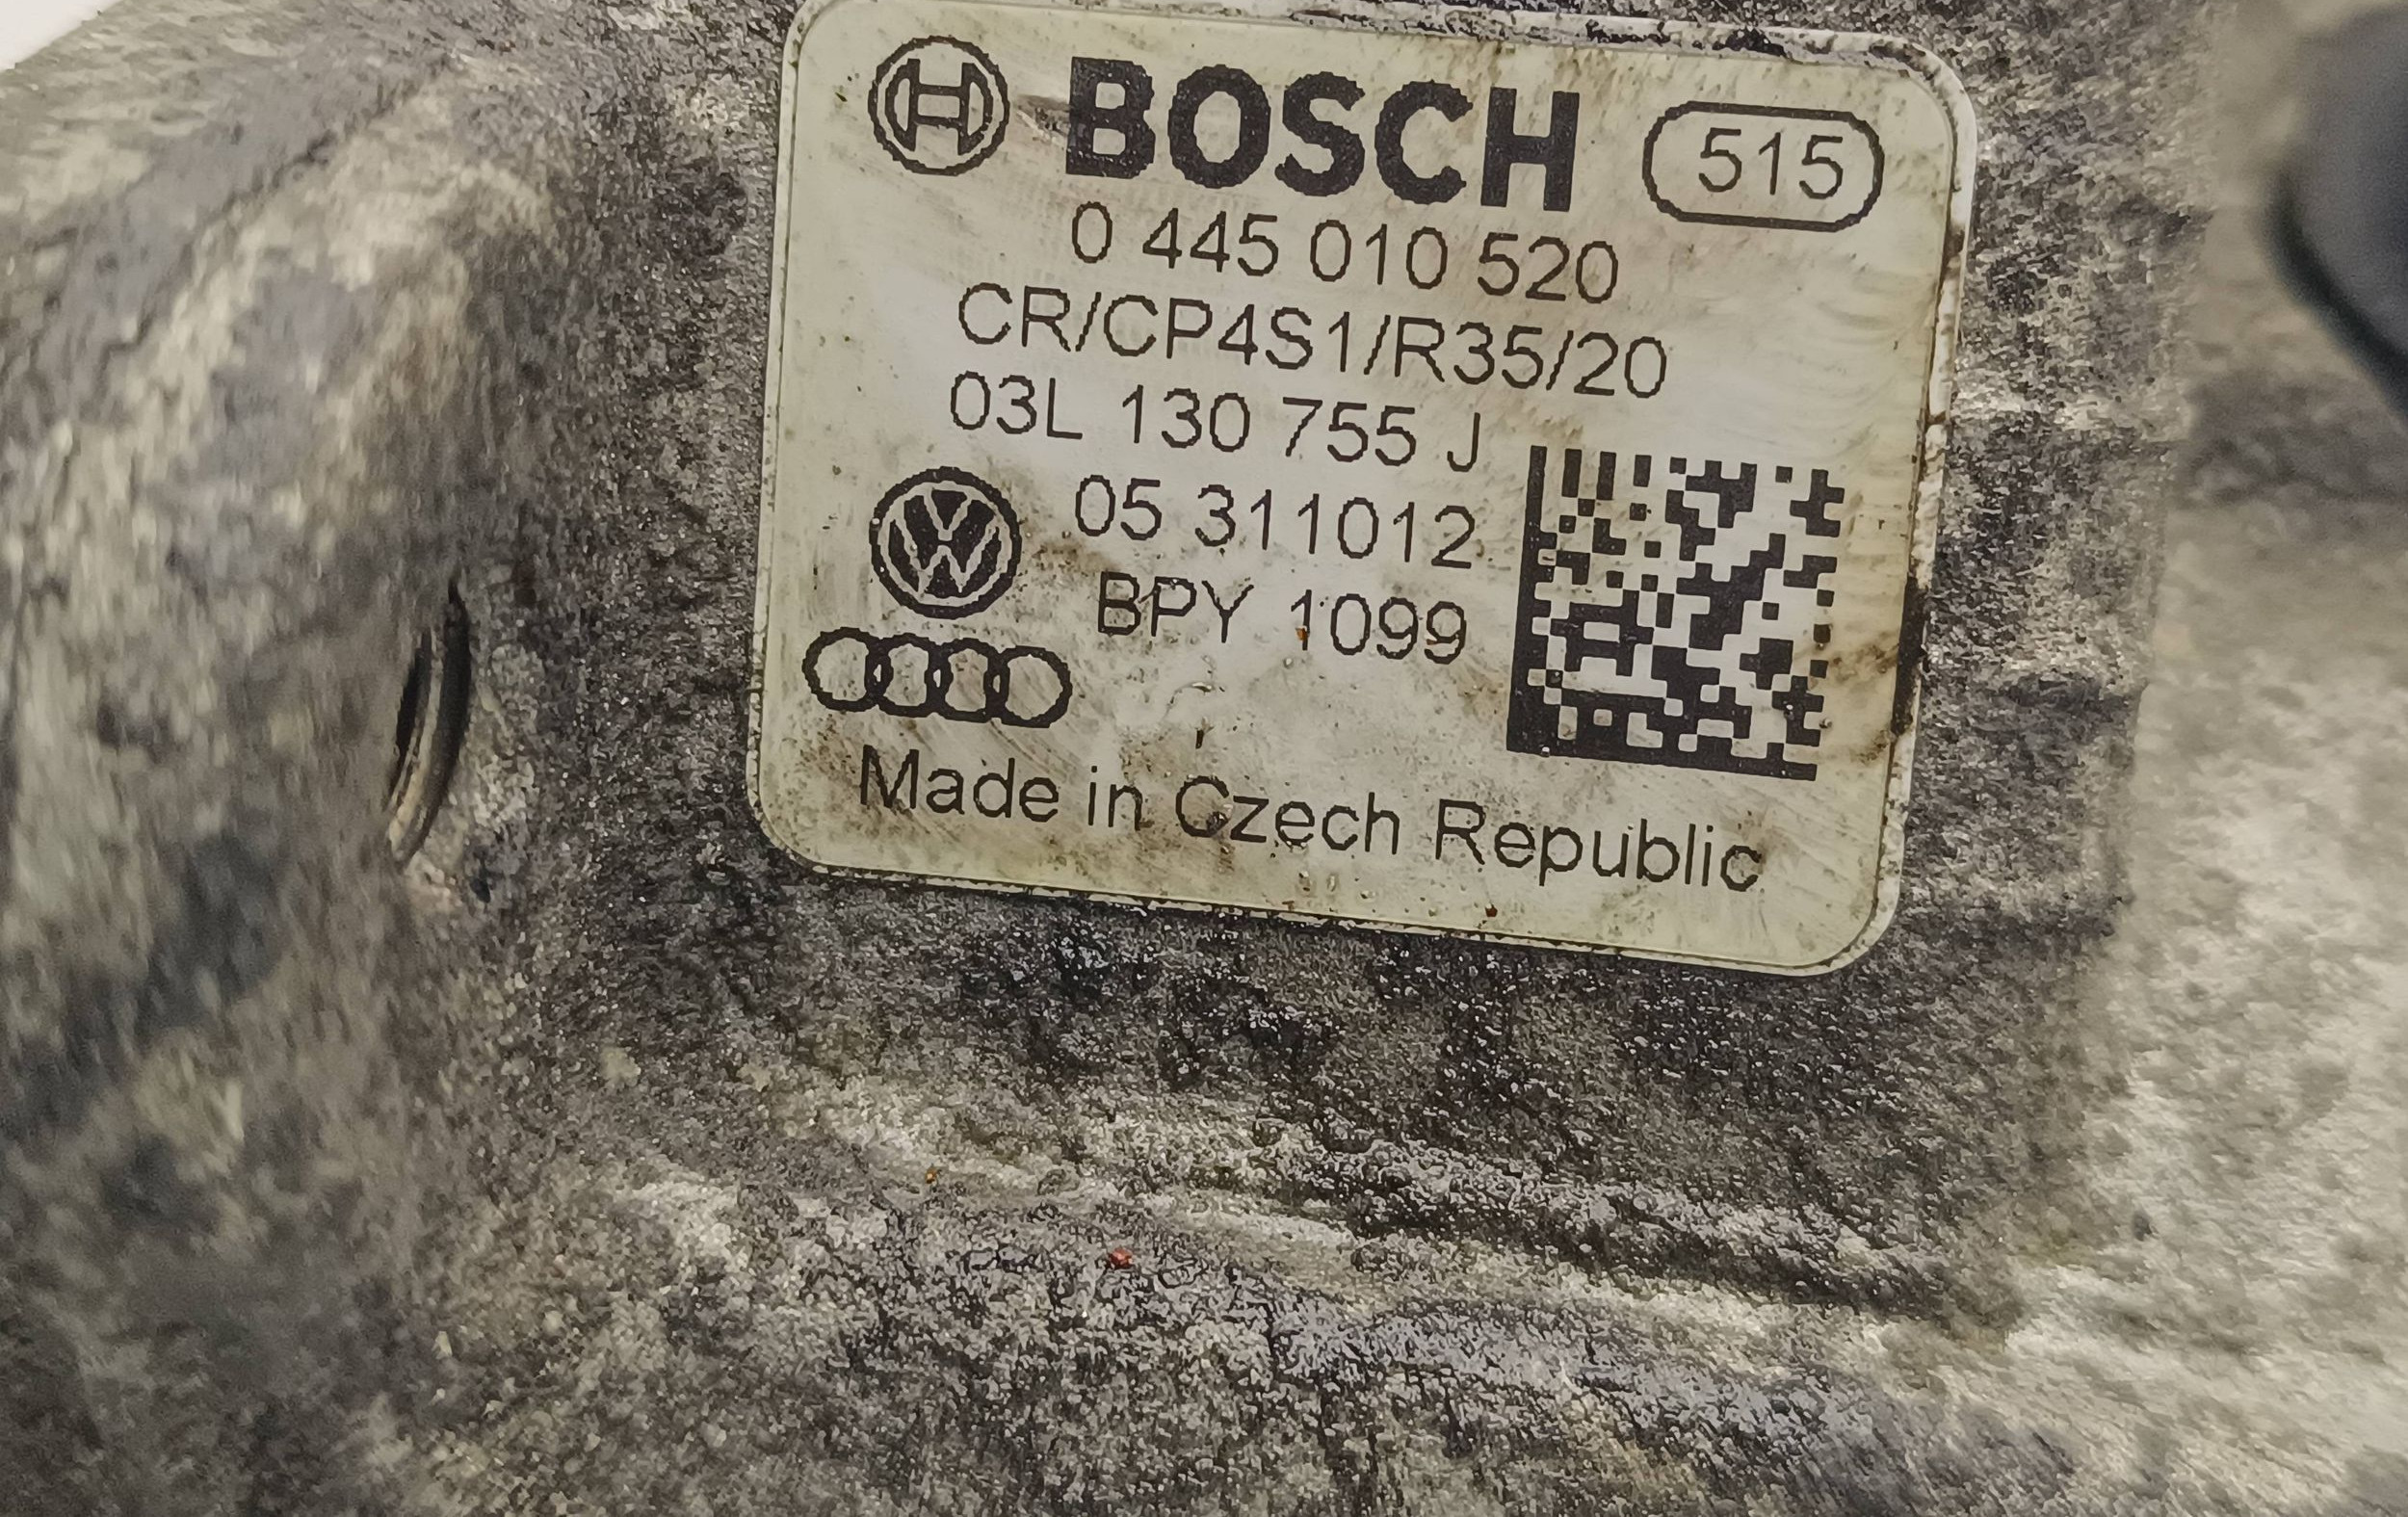 BOSCH 515
0 445 010 520
CR/CP4S1/R35/20
03L 130 755 J
05 311012
BPY 1099
Made in Czech Republic